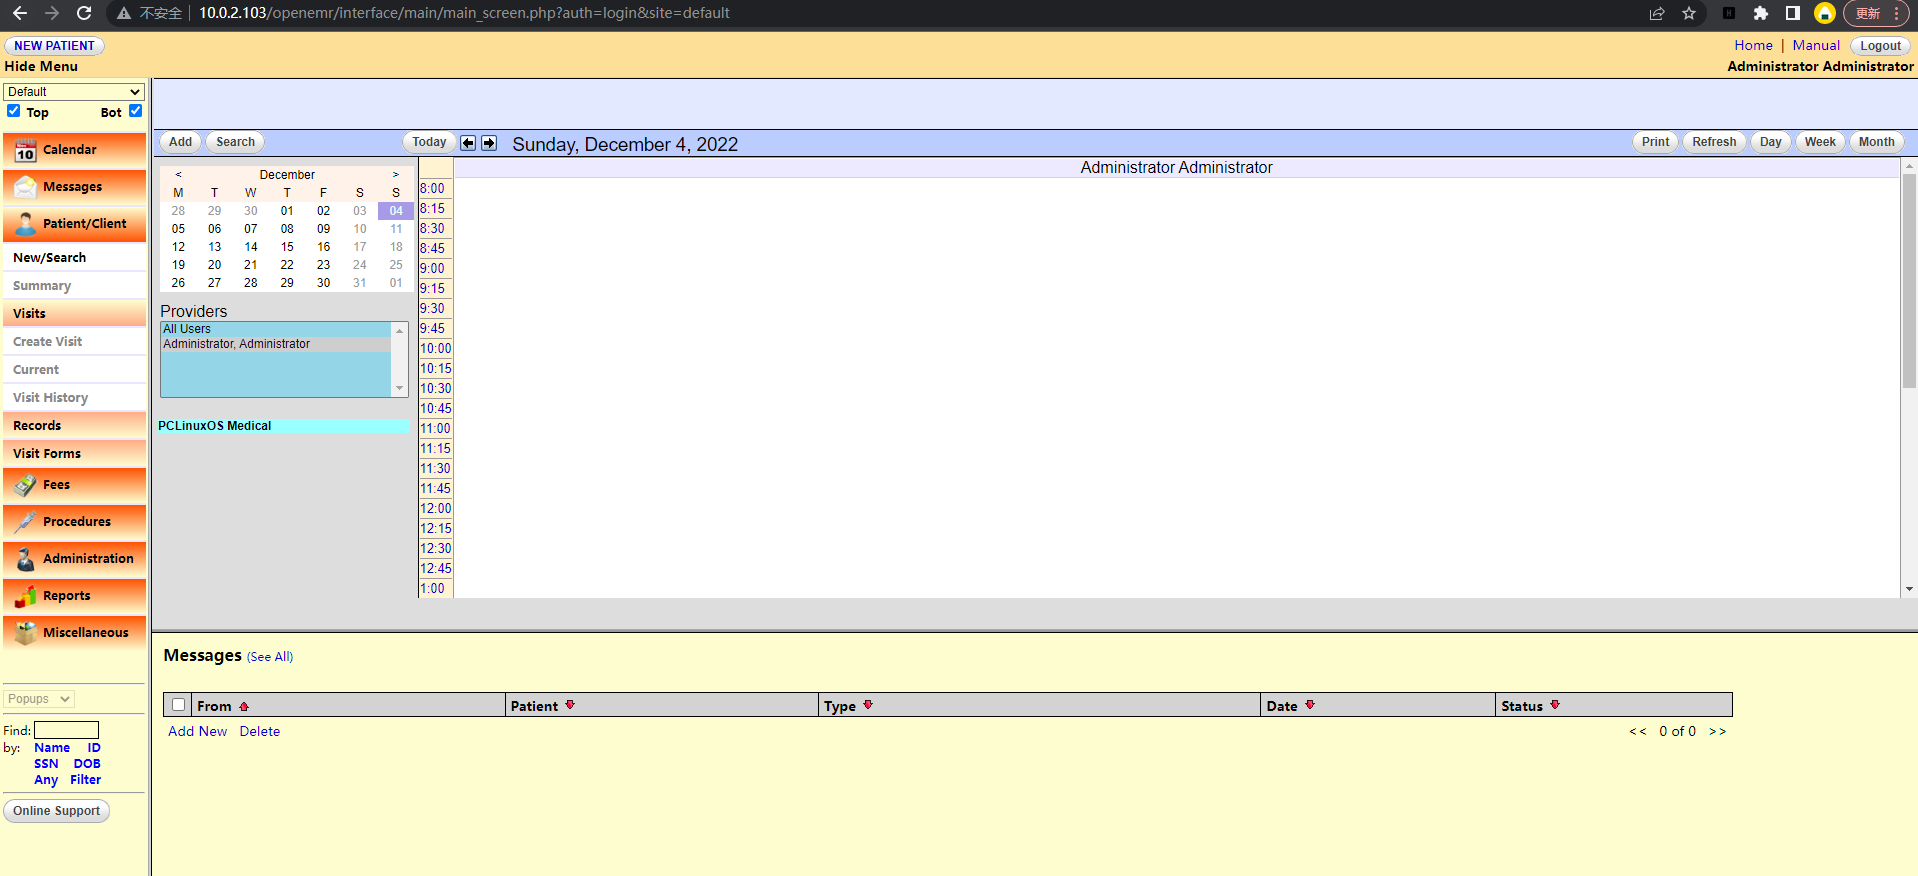 不安全 10.0.2.103/openemr/interface/main/main_screen.php?auth=login&site=default 更新
NEW PATIENT Home | Manual Logout
Hide Menu Administrator Administrator
Default
Top Bot
Calendar
Messages
Patient/Client
New/Search
Summary
Visits
Create Visit
Current
Visit History
Records
Visit Forms
Fees
Procedures
Administration
Reports
Miscellaneous
Popups
Find:
by: Name ID
SSN DOB
Any Filter
Online Support
Add Search Today Sunday, December 4, 2022 Print Refresh Day Week Month
< December >
M T W T F S S
28 29 30 01 02 03 04
05 06 07 08 09 10 11
12 13 14 15 16 17 18
19 20 21 22 23 24 25
26 27 28 29 30 31 01
Providers
All Users
Administrator, Administrator
PCLinuxOS Medical
Administrator Administrator
8:00
8:15
8:30
8:45
9:00
9:15
9:30
9:45
10:00
10:15
10:30
10:45
11:00
11:15
11:30
11:45
12:00
12:15
12:30
12:45
1:00
Messages (See All)
From Patient Type Date Status
Add New Delete << 0 of 0 >>